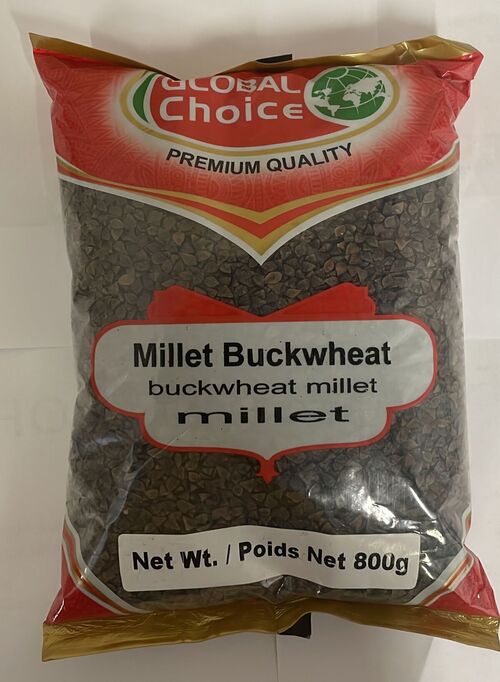 GLOBAL
Choice
PREMIUM QUALITY
Millet Buckwheat
buckwheat millet
millet
Net Wt. / Poids Net 800g